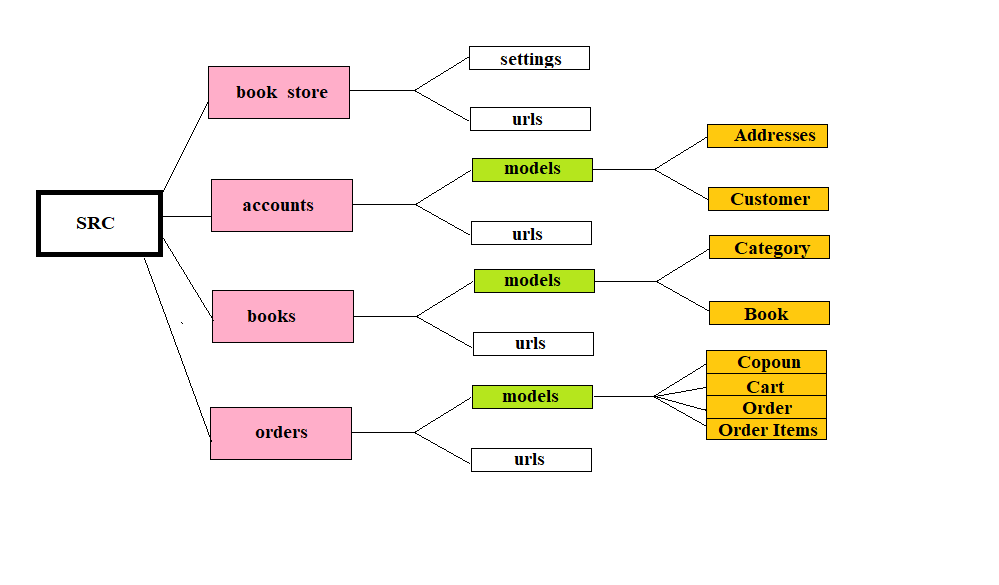 SRC
book store
settings
urls
accounts
models
Addresses
Customer
urls
books
models
Category
Book
urls
orders
models
Copoun
Cart
Order
Order Items
urls